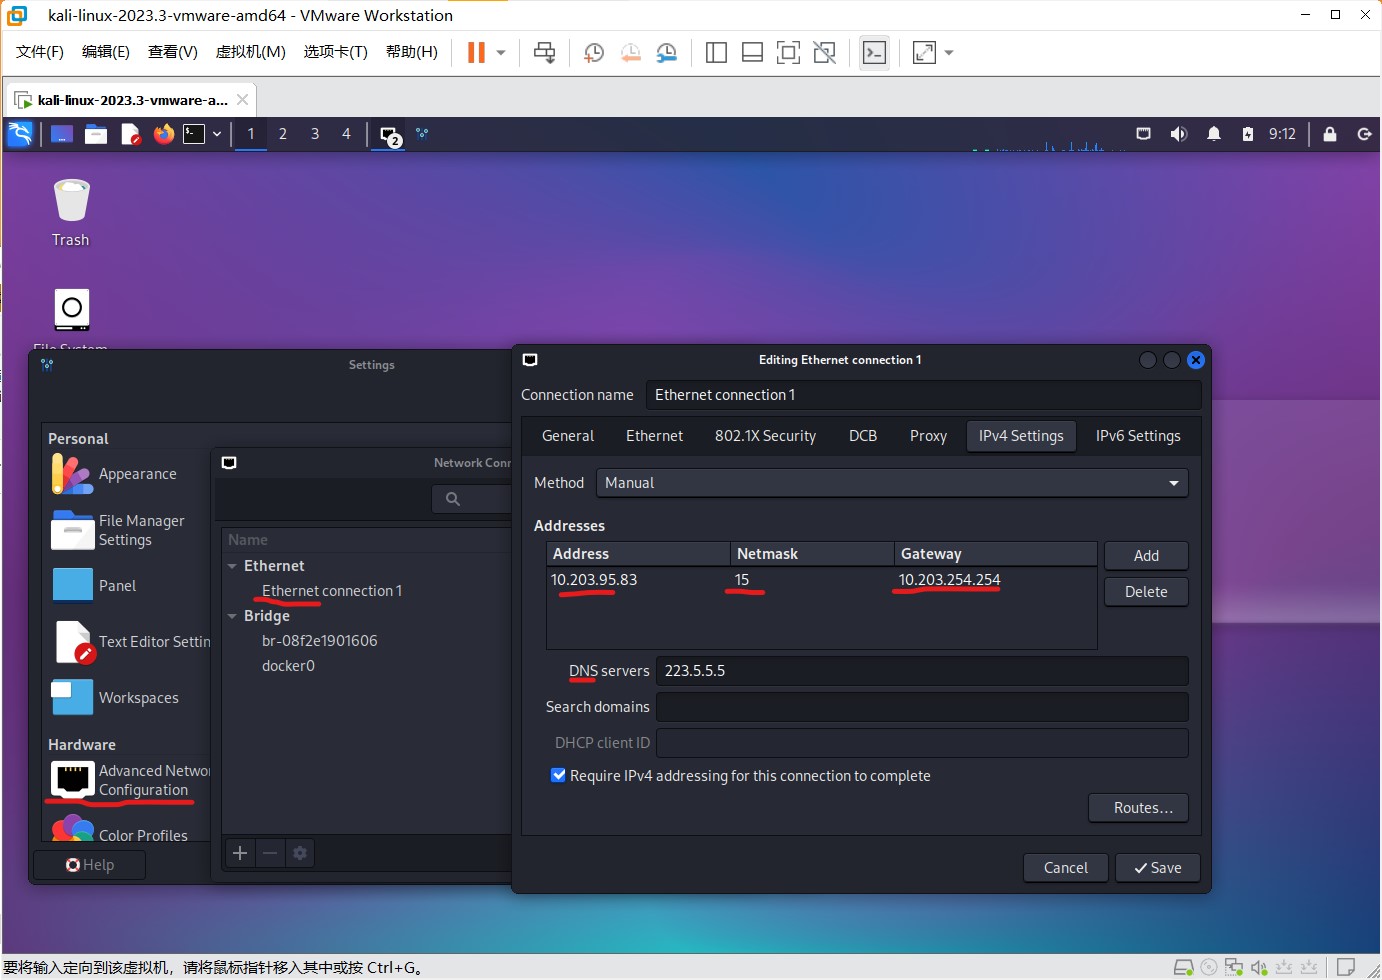 kali-linux-2023.3-vmware-amd64 - VMware Workstation
文件(F) 编辑(E) 查看(V) 虚拟机(M) 选项卡(T) 帮助(H)
kali-linux-2023.3-vmware-a...
1 2 3 4 2 9:12
Trash
File System
Settings
Personal
Appearance
File Manager
Settings
Panel
Text Editor Settin
Workspaces
Hardware
Advanced Netwo
Configuration
Color Profiles
Help
Network Conn
Name
Ethernet
Ethernet connection 1
Bridge
br-08f2e1901606
docker0
Editing Ethernet connection 1
Connection name Ethernet connection 1
General Ethernet 802.1X Security DCB Proxy IPv4 Settings IPv6 Settings
Method Manual
Addresses
Address Netmask Gateway Add
10.203.95.83 15 10.203.254.254
Delete
DNS servers 223.5.5.5
Search domains
DHCP client ID
Require IPv4 addressing for this connection to complete
Routes...
Cancel Save
要将输入定向到该虚拟机，请将鼠标指针移入其中或按 Ctrl+G。